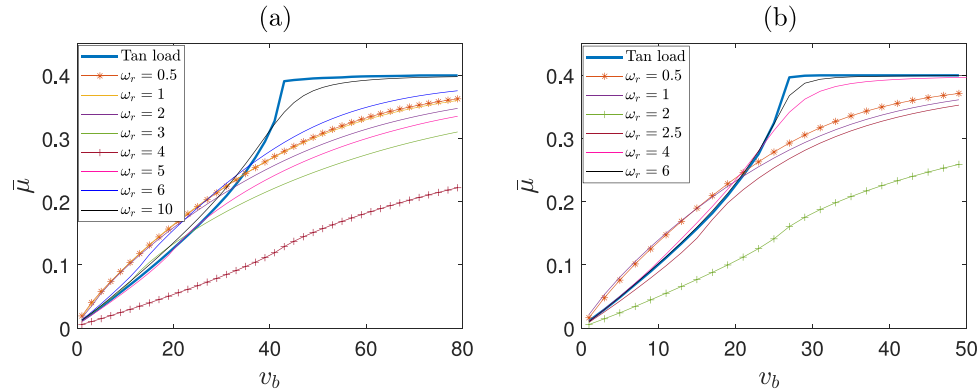 (a)
μ̄
0.4
0.3
0.2
0.1
0
0 20 40 60 80
v_b
Tan load
ω_r = 0.5
ω_r = 1
ω_r = 2
ω_r = 3
ω_r = 4
ω_r = 5
ω_r = 6
ω_r = 10
(b)
μ̄
0.4
0.3
0.2
0.1
0
0 10 20 30 40 50
v_b
Tan load
ω_r = 0.5
ω_r = 1
ω_r = 2
ω_r = 2.5
ω_r = 4
ω_r = 6